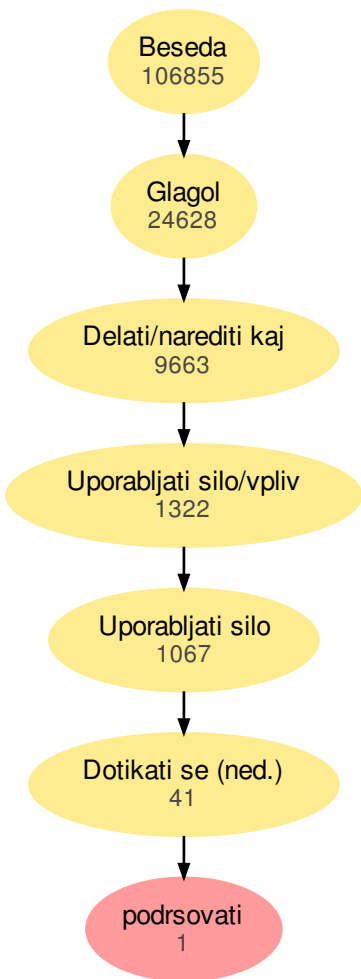 Beseda
106855
Glagol
24628
Delati/narediti kaj
9663
Uporabljati silo/vpliv
1322
Uporabljati silo
1067
Dotikati se (ned.)
41
podrsovati
1